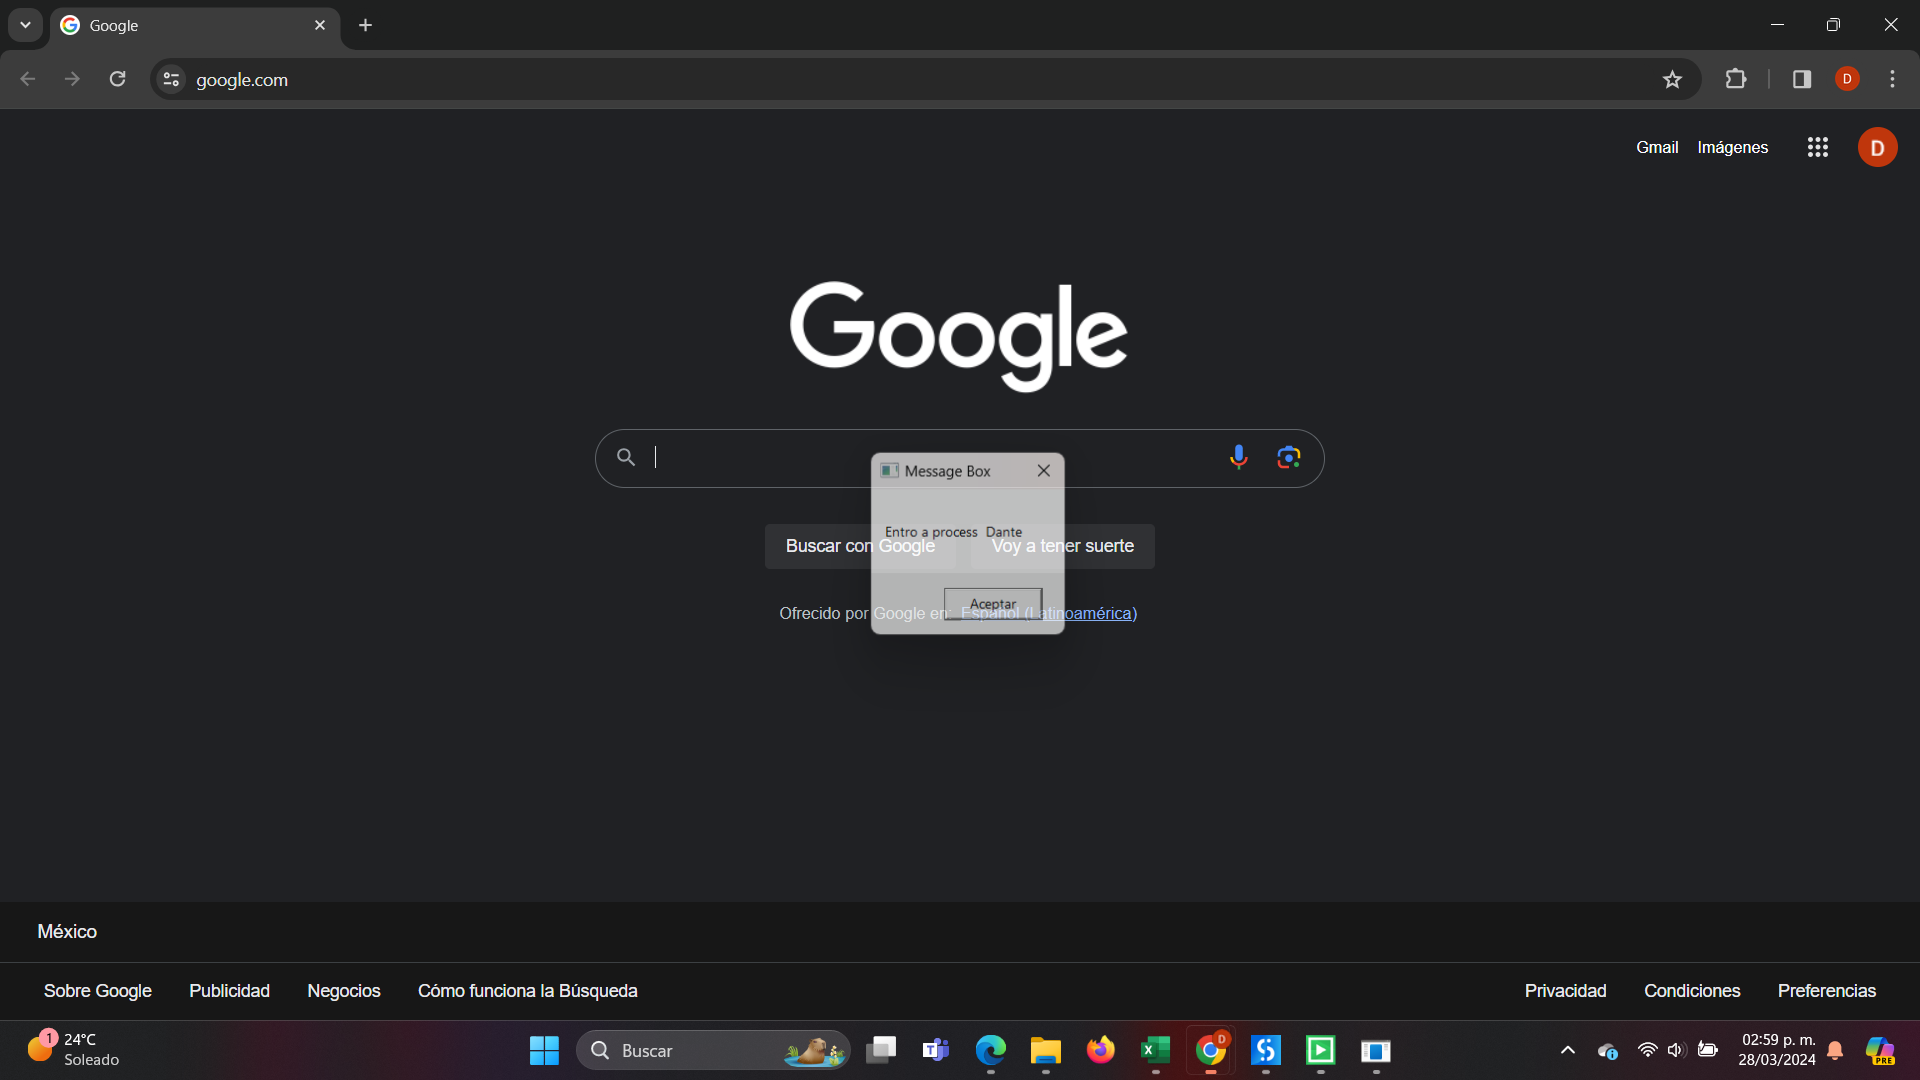 Google
google.com
Gmail Imágenes
D
D
Google
Message Box
Entro a process Dante
Buscar con Google
Voy a tener suerte
Aceptar
Ofrecido por Google en: Español (Latinoamérica)
México
Sobre Google Publicidad Negocios Cómo funciona la Búsqueda
Privacidad Condiciones Preferencias
1
24°C
Soleado
Buscar
D
02:59 p. m.
28/03/2024
PRE